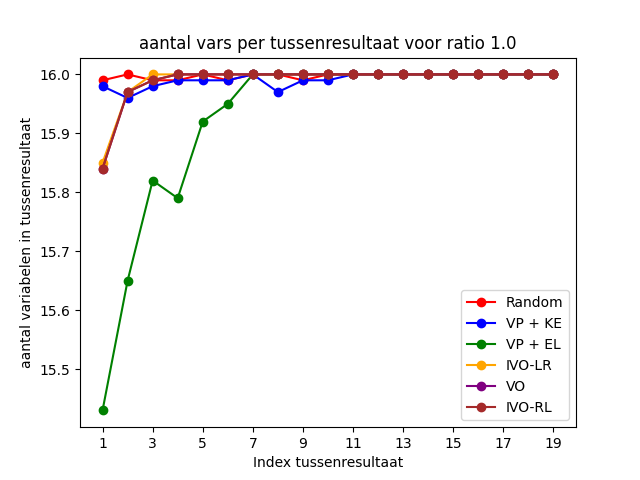 aantal vars per tussenresultaat voor ratio 1.0
aantal variabelen in tussenresultaat
16.0
15.9
15.8
15.7
15.6
15.5
Random
VP + KE
VP + EL
IVO-LR
VO
IVO-RL
1 3 5 7 9 11 13 15 17 19
Index tussenresultaat